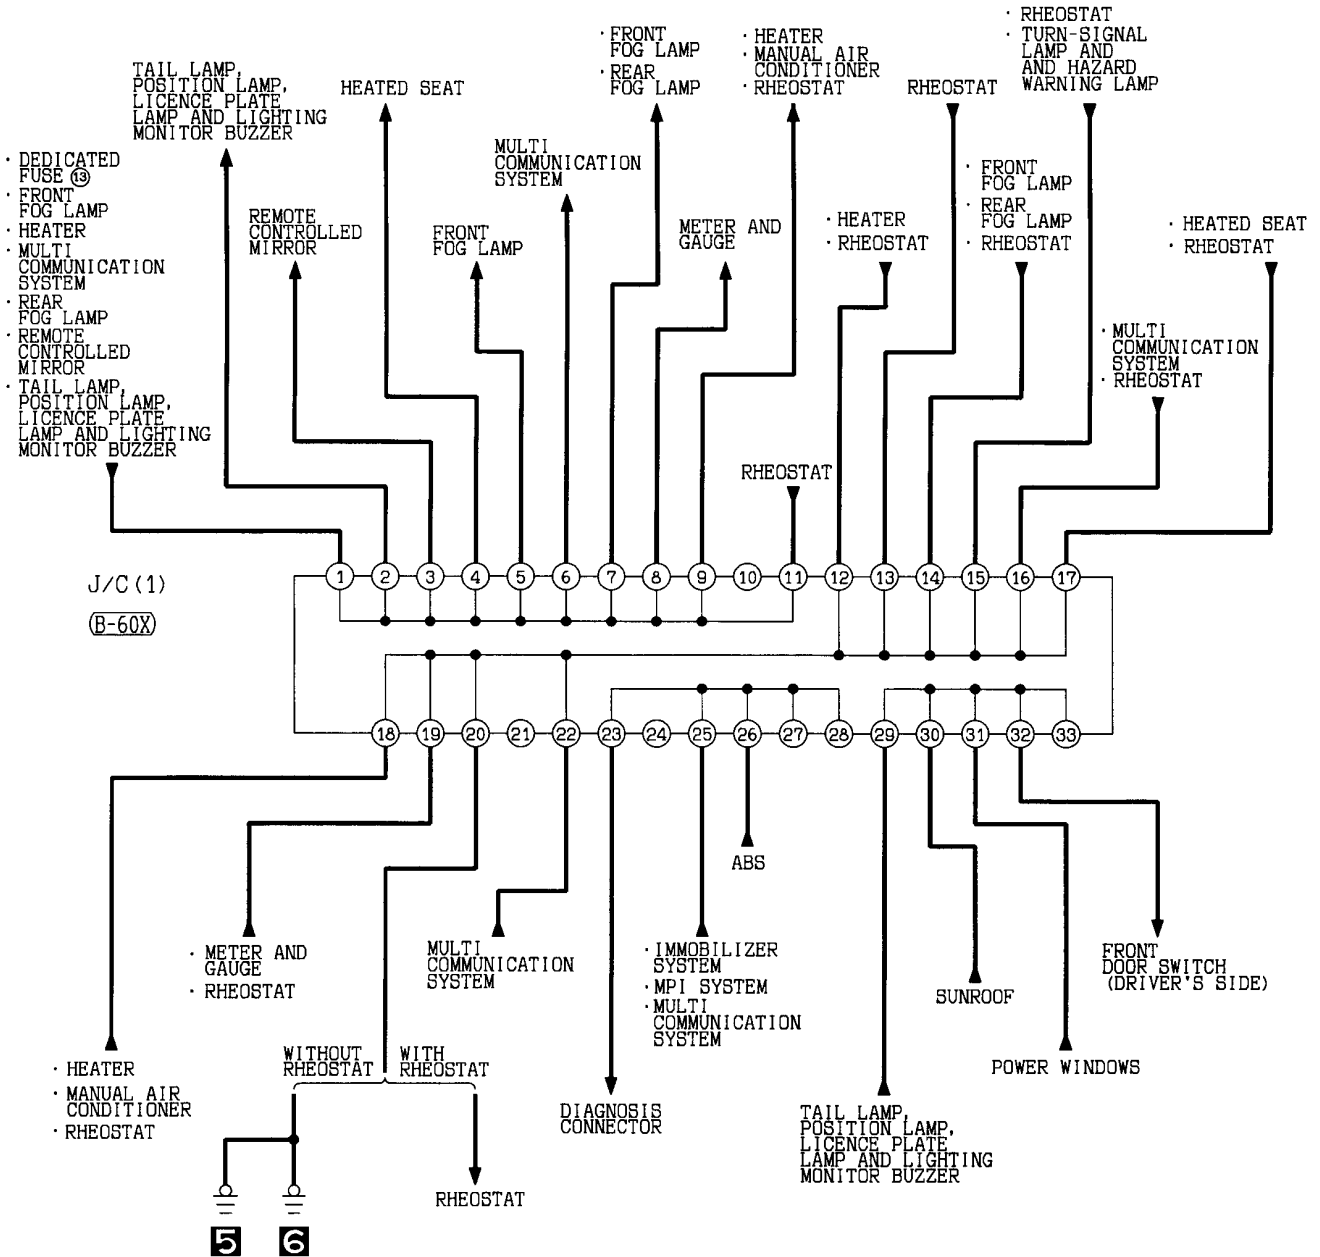 · RHEOSTAT
· TURN-SIGNAL
LAMP AND
AND HAZARD
WARNING LAMP
· FRONT
FOG LAMP
· REAR
FOG LAMP
· HEATER
· MANUAL AIR
CONDITIONER
· RHEOSTAT
TAIL LAMP,
POSITION LAMP,
LICENCE PLATE
LAMP AND LIGHTING
MONITOR BUZZER
HEATED SEAT
RHEOSTAT
MULTI
COMMUNICATION
SYSTEM
· DEDICATED
FUSE ⑬
· FRONT
FOG LAMP
· HEATER
· MULTI
COMMUNICATION
SYSTEM
· REAR
FOG LAMP
· REMOTE
CONTROLLED
MIRROR
· TAIL LAMP,
POSITION LAMP,
LICENCE PLATE
LAMP AND LIGHTING
MONITOR BUZZER
REMOTE
CONTROLLED
MIRROR
FRONT
FOG LAMP
METER AND
GAUGE
· HEATER
· RHEOSTAT
· FRONT
FOG LAMP
· REAR
FOG LAMP
· RHEOSTAT
· HEATED SEAT
· RHEOSTAT
· MULTI
COMMUNICATION
SYSTEM
· RHEOSTAT
RHEOSTAT
J/C (1)
B-60X
1 2 3 4 5 6 7 8 9 10 11 12 13 14 15 16 17
18 19 20 21 22 23 24 25 26 27 28 29 30 31 32 33
ABS
· METER AND
GAUGE
· RHEOSTAT
MULTI
COMMUNICATION
SYSTEM
· IMMOBILIZER
SYSTEM
· MPI SYSTEM
· MULTI
COMMUNICATION
SYSTEM
SUNROOF
FRONT
DOOR SWITCH
(DRIVER'S SIDE)
· HEATER
· MANUAL AIR
CONDITIONER
· RHEOSTAT
WITHOUT
RHEOSTAT
WITH
RHEOSTAT
POWER WINDOWS
DIAGNOSIS
CONNECTOR
TAIL LAMP,
POSITION LAMP,
LICENCE PLATE
LAMP AND LIGHTING
MONITOR BUZZER
RHEOSTAT
5 6